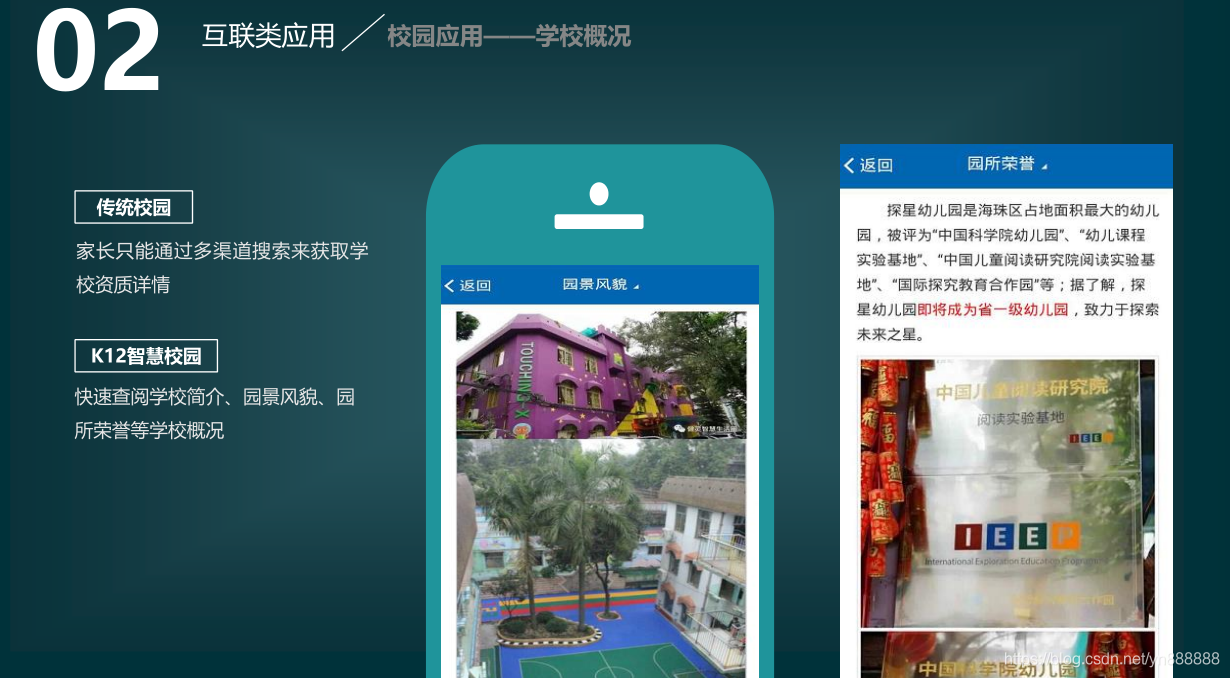 02
互联类应用
校园应用——学校概况
传统校园
家长只能通过多渠道搜索来获取学
校资质详情
K12智慧校园
快速查阅学校简介、园景风貌、园
所荣誉等学校概况
返回
园景风貌
TOUCHING X
返回
园所荣誉
探星幼儿园是海珠区占地面积最大的幼儿
园，被评为“中国科学院幼儿园”、“幼儿课程
实验基地”、“中国儿童阅读研究院阅读实验基
地”、“国际探究教育合作园”等；据了解，探
星幼儿园即将成为省一级幼儿园，致力于探索
未来之星。
中国儿童阅读研究院
阅读实验基地
IEEP
IEEP
International Exploration Education Programme
中国科学院幼儿园